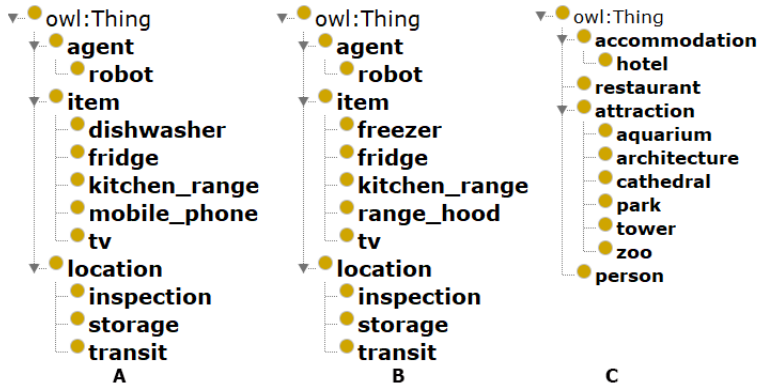 owl:Thing
agent
robot
item
dishwasher
fridge
kitchen_range
mobile_phone
tv
location
inspection
storage
transit
A
owl:Thing
agent
robot
item
freezer
fridge
kitchen_range
range_hood
tv
location
inspection
storage
transit
B
owl:Thing
accommodation
hotel
restaurant
attraction
aquarium
architecture
cathedral
park
tower
zoo
person
C